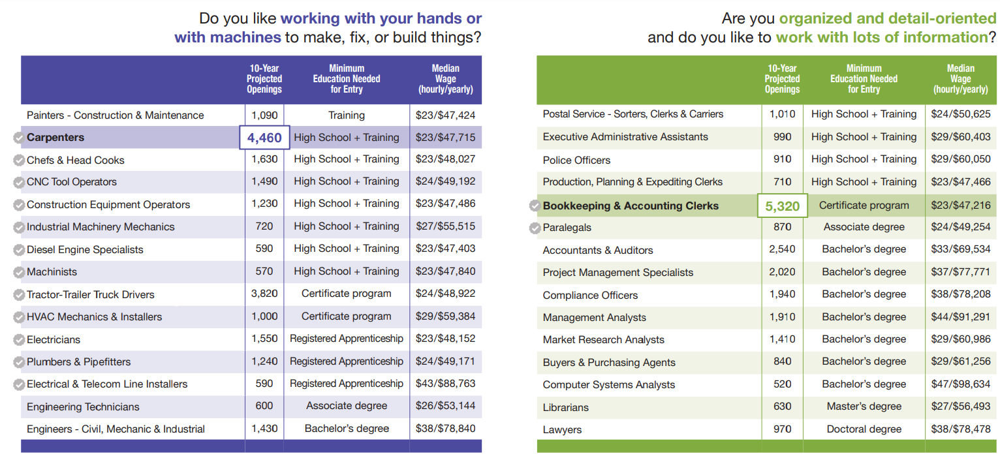 Do you like working with your hands or
with machines to make, fix, or build things?
10-Year Projected Openings Minimum Education Needed for Entry Median Wage (hourly/yearly)
Painters - Construction & Maintenance 1,090 Training $23/$47,424
Carpenters 4,460 High School + Training $23/$47,715
Chefs & Head Cooks 1,630 High School + Training $23/$48,027
CNC Tool Operators 1,490 High School + Training $24/$49,192
Construction Equipment Operators 1,230 High School + Training $23/$47,486
Industrial Machinery Mechanics 720 High School + Training $27/$55,515
Diesel Engine Specialists 590 High School + Training $23/$47,403
Machinists 570 High School + Training $23/$47,840
Tractor-Trailer Truck Drivers 3,820 Certificate program $24/$48,922
HVAC Mechanics & Installers 1,000 Certificate program $29/$59,384
Electricians 1,550 Registered Apprenticeship $23/$48,152
Plumbers & Pipefitters 1,240 Registered Apprenticeship $24/$49,171
Electrical & Telecom Line Installers 590 Registered Apprenticeship $43/$88,763
Engineering Technicians 600 Associate degree $26/$53,144
Engineers - Civil, Mechanic & Industrial 1,430 Bachelor's degree $38/$78,840
Are you organized and detail-oriented
and do you like to work with lots of information?
10-Year Projected Openings Minimum Education Needed for Entry Median Wage (hourly/yearly)
Postal Service - Sorters, Clerks & Carriers 1,010 High School + Training $24/$50,625
Executive Administrative Assistants 990 High School + Training $29/$60,403
Police Officers 910 High School + Training $29/$60,050
Production, Planning & Expediting Clerks 710 High School + Training $23/$47,466
Bookkeeping & Accounting Clerks 5,320 Certificate program $23/$47,216
Paralegals 870 Associate degree $24/$49,254
Accountants & Auditors 2,540 Bachelor's degree $33/$69,534
Project Management Specialists 2,020 Bachelor's degree $37/$77,771
Compliance Officers 1,940 Bachelor's degree $38/$78,208
Management Analysts 1,910 Bachelor's degree $44/$91,291
Market Research Analysts 1,410 Bachelor's degree $29/$60,986
Buyers & Purchasing Agents 840 Bachelor's degree $29/$61,256
Computer Systems Analysts 520 Bachelor's degree $47/$98,634
Librarians 630 Master's degree $27/$56,493
Lawyers 970 Doctoral degree $38/$78,478